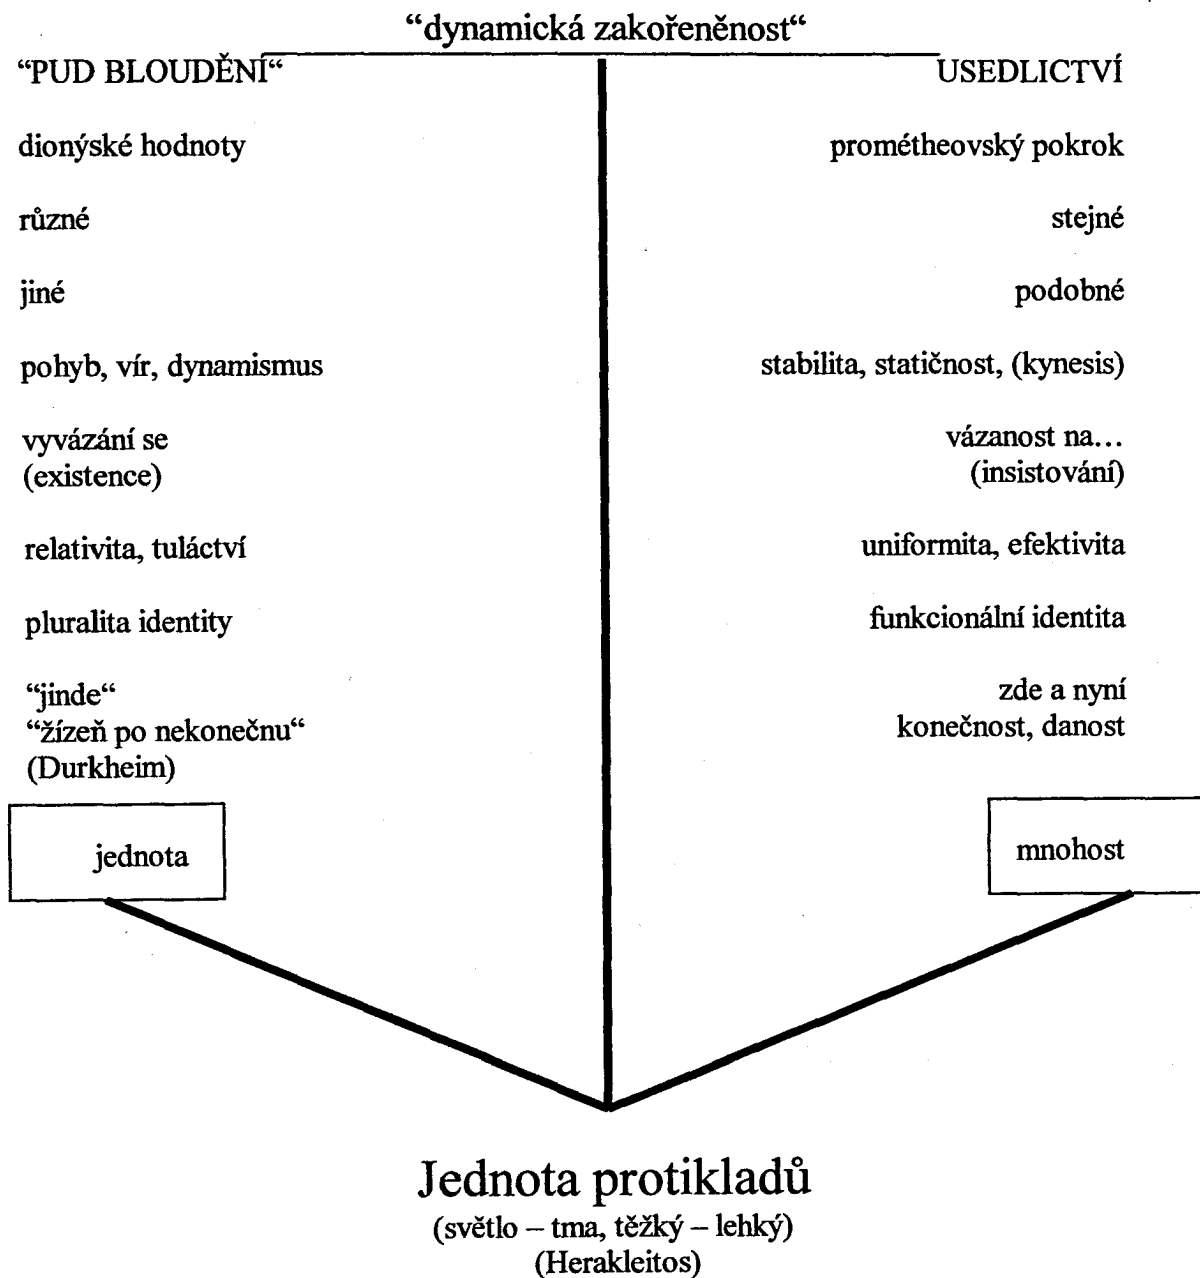 “dynamická zakořeněnost“
“PUD BLOUDĚNÍ“
USEDLICTVÍ
dionýské hodnoty
prométheovský pokrok
různé
stejné
jiné
podobné
pohyb, vír, dynamismus
stabilita, statičnost, (kynesis)
vyvázání se
(existence)
vázanost na…
(insistování)
relativita, tuláctví
uniformita, efektivita
pluralita identity
funkcionální identita
“jinde“
“žízeň po nekonečnu“
(Durkheim)
zde a nyní
konečnost, danost
jednota
mnohost
Jednota protikladů
(světlo – tma, těžký – lehký)
(Herakleitos)